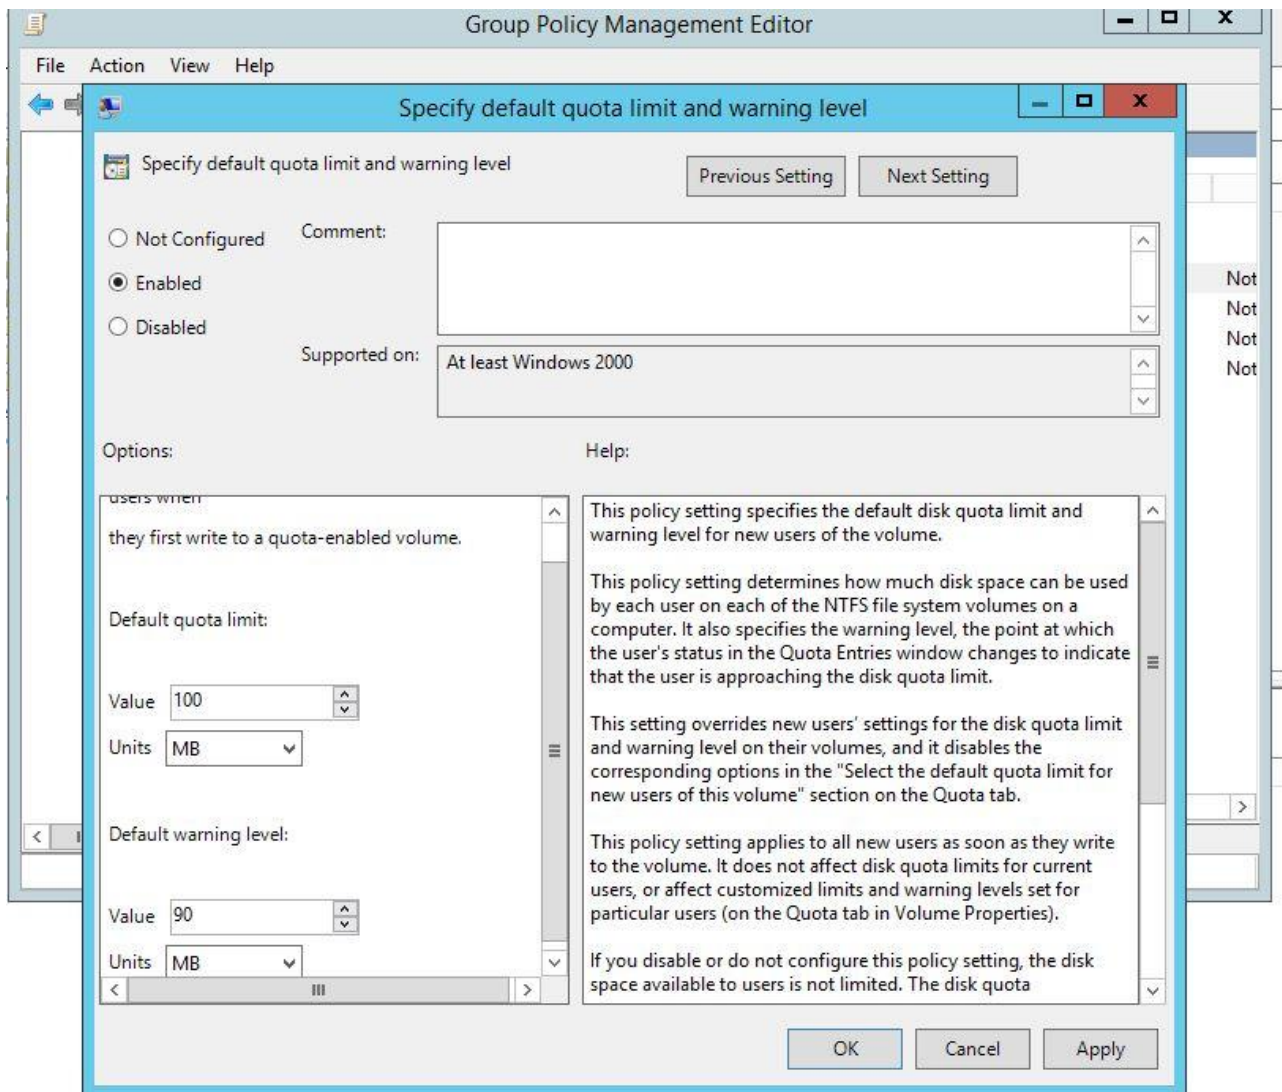 Group Policy Management Editor
File Action View Help
Specify default quota limit and warning level
Specify default quota limit and warning level
Previous Setting Next Setting
Not Configured
Enabled
Disabled
Comment:
Supported on:
At least Windows 2000
Not
Not
Not
Not
Options:
Help:
users when
they first write to a quota-enabled volume.
Default quota limit:
Value 100
Units MB
Default warning level:
Value 90
Units MB
This policy setting specifies the default disk quota limit and
warning level for new users of the volume.
This policy setting determines how much disk space can be used
by each user on each of the NTFS file system volumes on a
computer. It also specifies the warning level, the point at which
the user's status in the Quota Entries window changes to indicate
that the user is approaching the disk quota limit.
This setting overrides new users' settings for the disk quota limit
and warning level on their volumes, and it disables the
corresponding options in the "Select the default quota limit for
new users of this volume" section on the Quota tab.
This policy setting applies to all new users as soon as they write
to the volume. It does not affect disk quota limits for current
users, or affect customized limits and warning levels set for
particular users (on the Quota tab in Volume Properties).
If you disable or do not configure this policy setting, the disk
space available to users is not limited. The disk quota
OK Cancel Apply